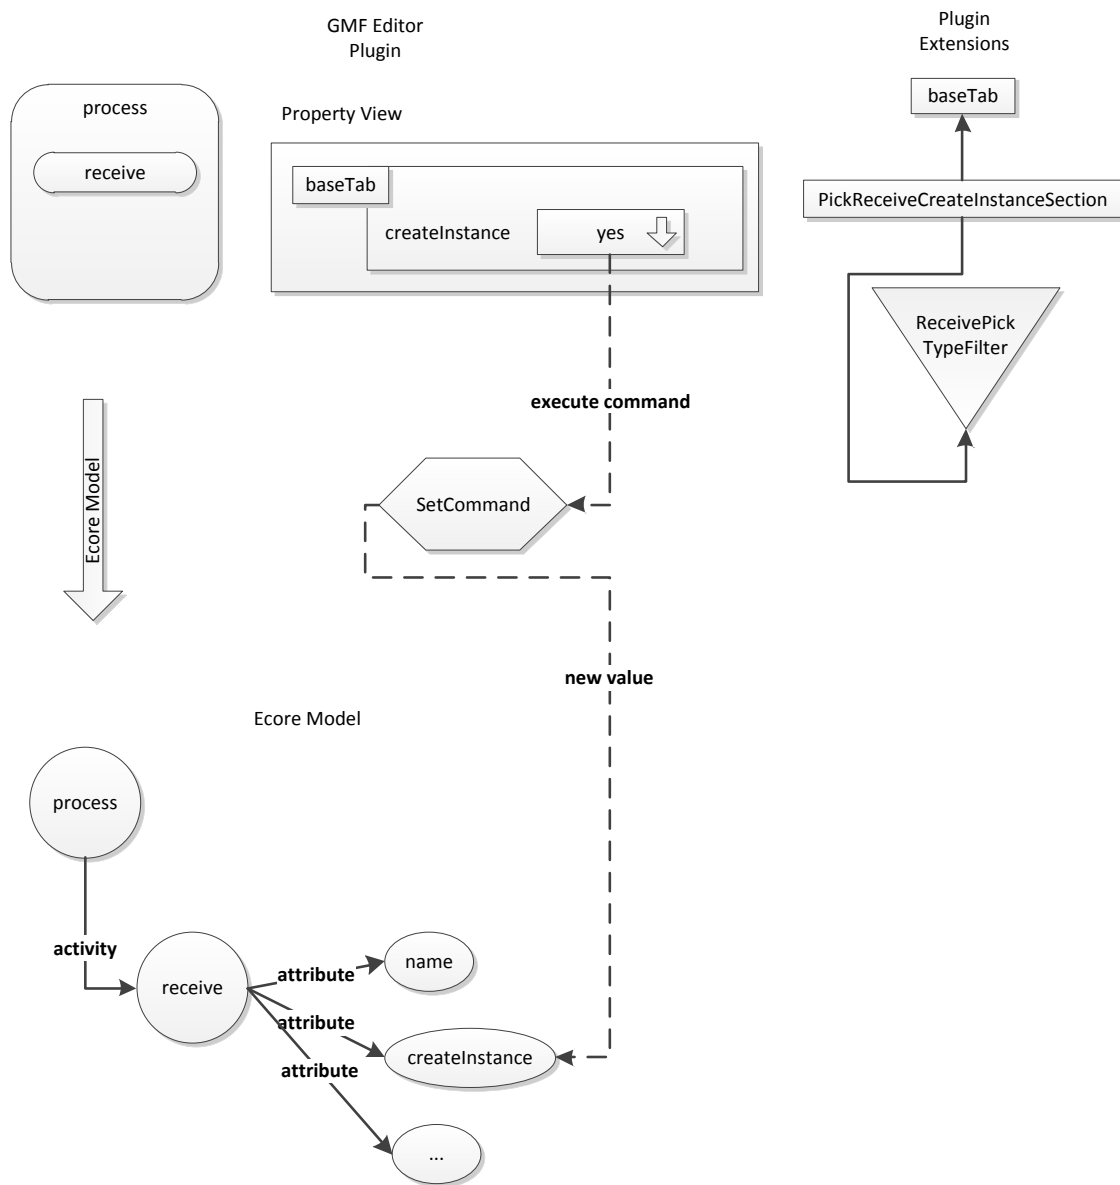 GMF Editor
Plugin
Plugin
Extensions
process
receive
Property View
baseTab
createInstance
yes
baseTab
PickReceiveCreateInstanceSection
ReceivePick
TypeFilter
execute command
SetCommand
Ecore Model
new value
Ecore Model
process
activity
receive
attribute
name
attribute
createInstance
attribute
...